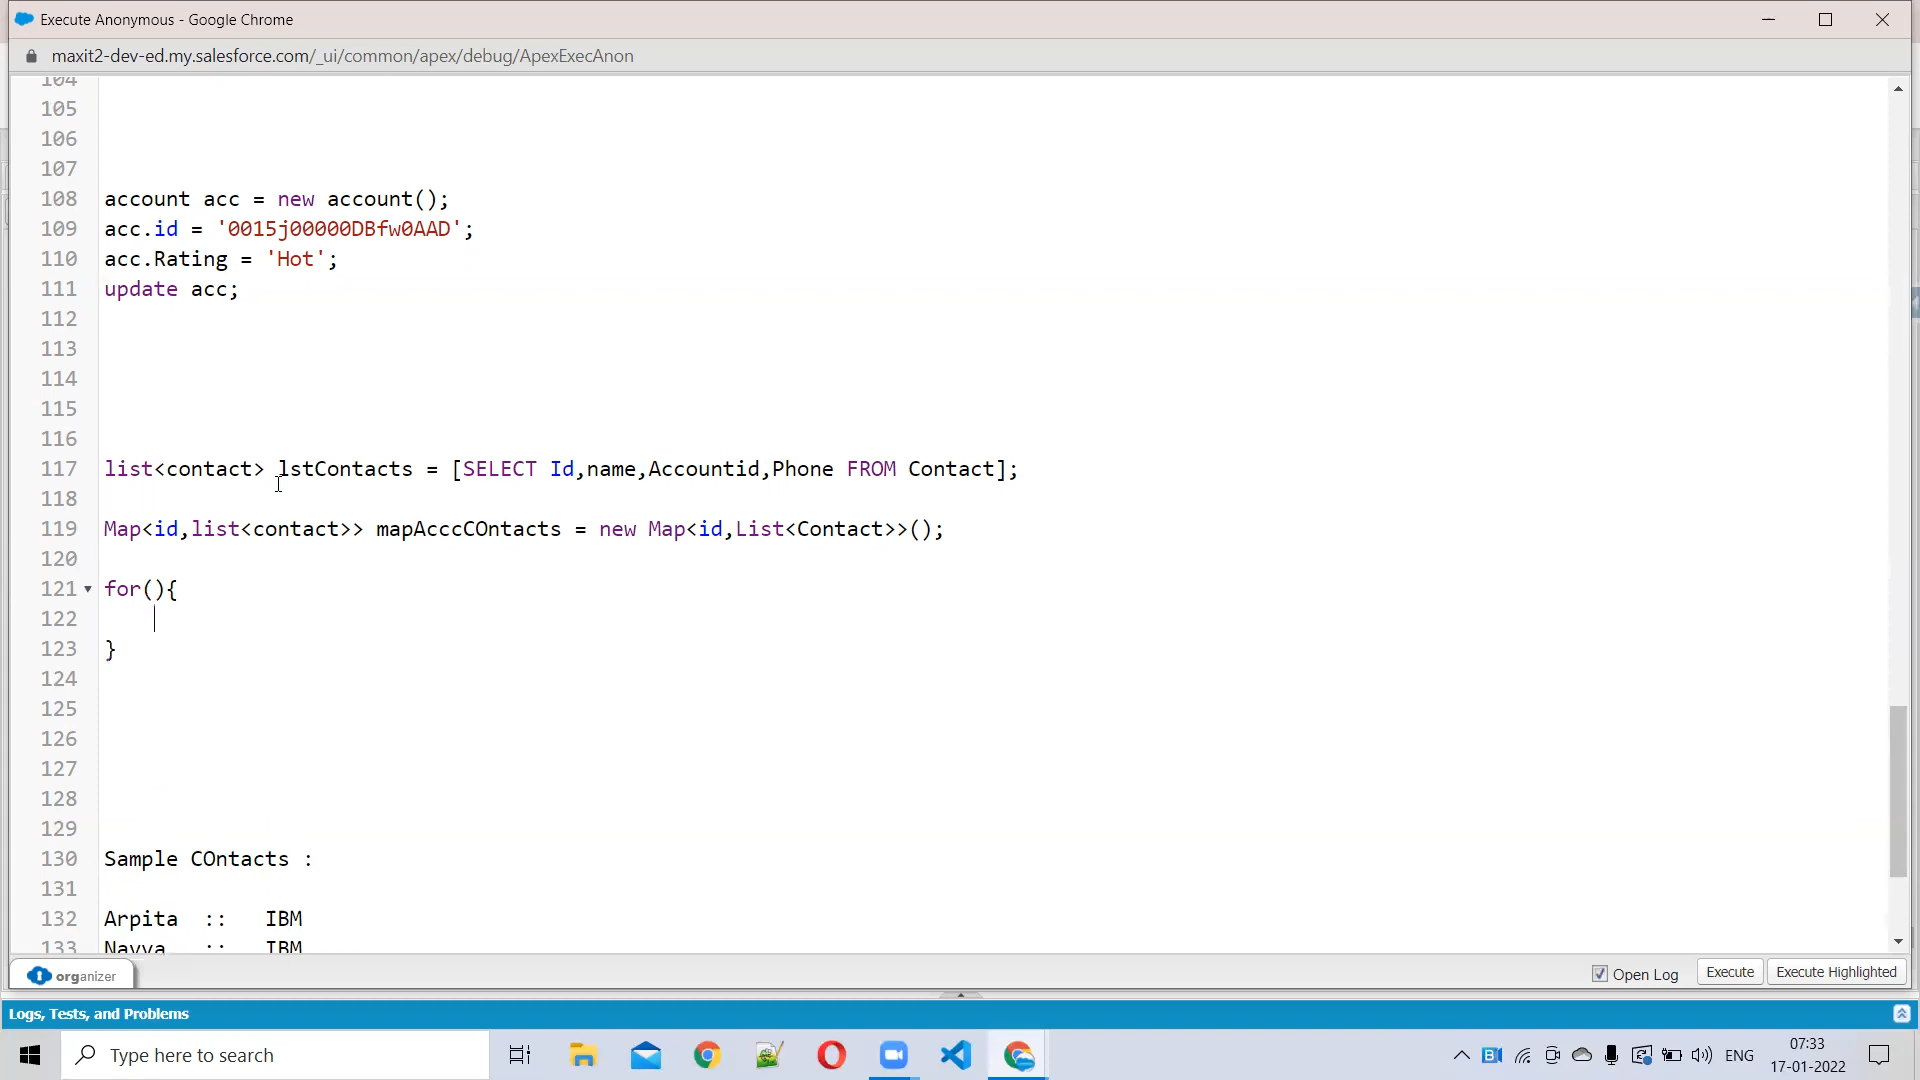 Execute Anonymous - Google Chrome
maxit2-dev-ed.my.salesforce.com/_ui/common/apex/debug/ApexExecAnon
104
105
106
107
108 account acc = new account();
109 acc.id = '0015j00000DBfw0AAD';
110 acc.Rating = 'Hot';
111 update acc;
112
113
114
115
116
117 list<contact> lstContacts = [SELECT Id,name,Accountid,Phone FROM Contact];
118
119 Map<id,list<contact>> mapAcccCOntacts = new Map<id,List<Contact>>();
120
121 for(){
122
123 }
124
125
126
127
128
129
130 Sample COntacts :
131
132 Arpita :: IBM
133 Navya :: IBM
organizer
Open Log Execute Execute Highlighted
Logs, Tests, and Problems
Type here to search
ENG
07:33
17-01-2022